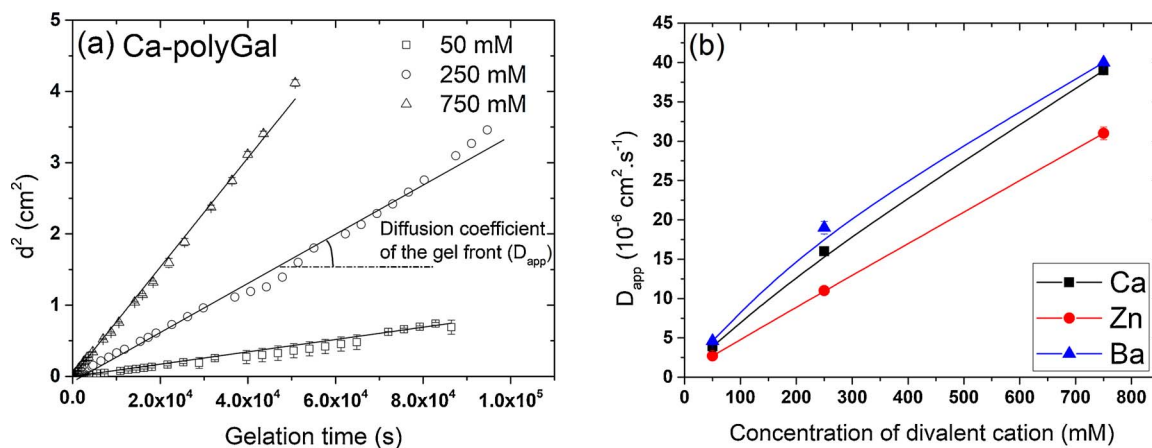 (a) Ca-polyGal
50 mM
250 mM
750 mM
Diffusion coefficient
of the gel front (D_app)
d² (cm²)
5
4
3
2
1
0
0.0
2.0x10⁴
4.0x10⁴
6.0x10⁴
8.0x10⁴
1.0x10⁵
Gelation time (s)
(b)
D_app (10⁻⁶ cm².s⁻¹)
45
40
35
30
25
20
15
10
5
0
0 100 200 300 400 500 600 700 800
Concentration of divalent cation (mM)
Ca
Zn
Ba